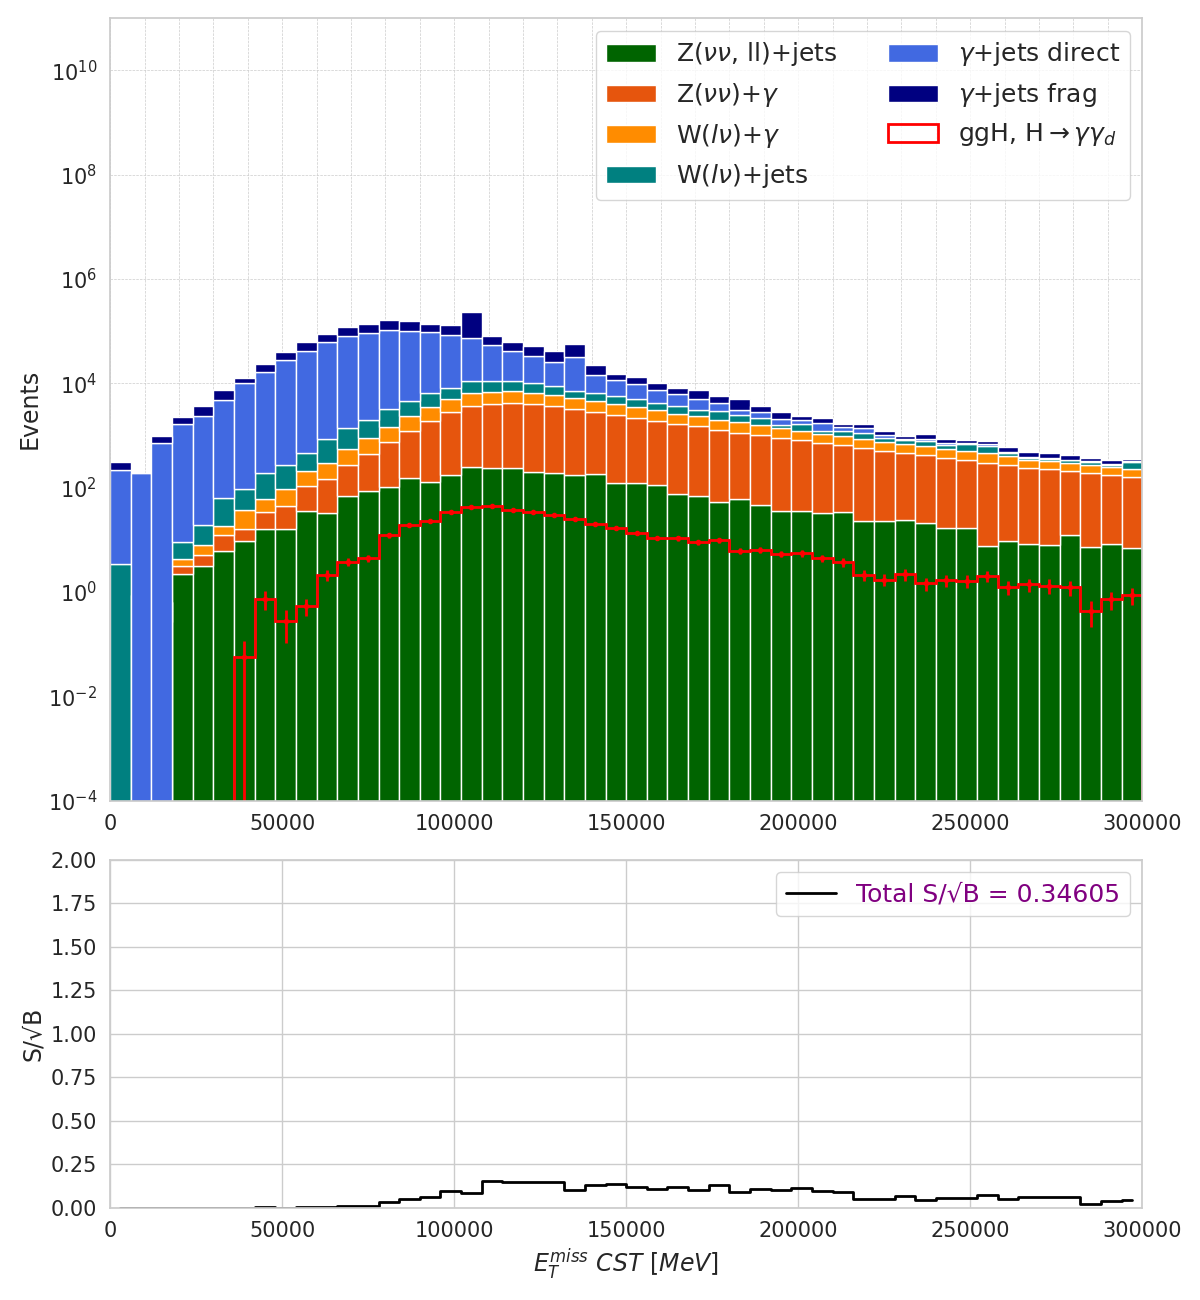 Z(νν, ll)+jets
Z(νν)+γ
W(lν)+γ
W(lν)+jets
γ+jets direct
γ+jets frag
ggH, H→γγ_d
Events
10^10
10^8
10^6
10^4
10^2
10^0
10^−2
10^−4
0 50000 100000 150000 200000 250000 300000
Total S/√B = 0.34605
S/√B
2.00
1.75
1.50
1.25
1.00
0.75
0.50
0.25
0.00
0 50000 100000 150000 200000 250000 300000
E_T^miss CST [MeV]